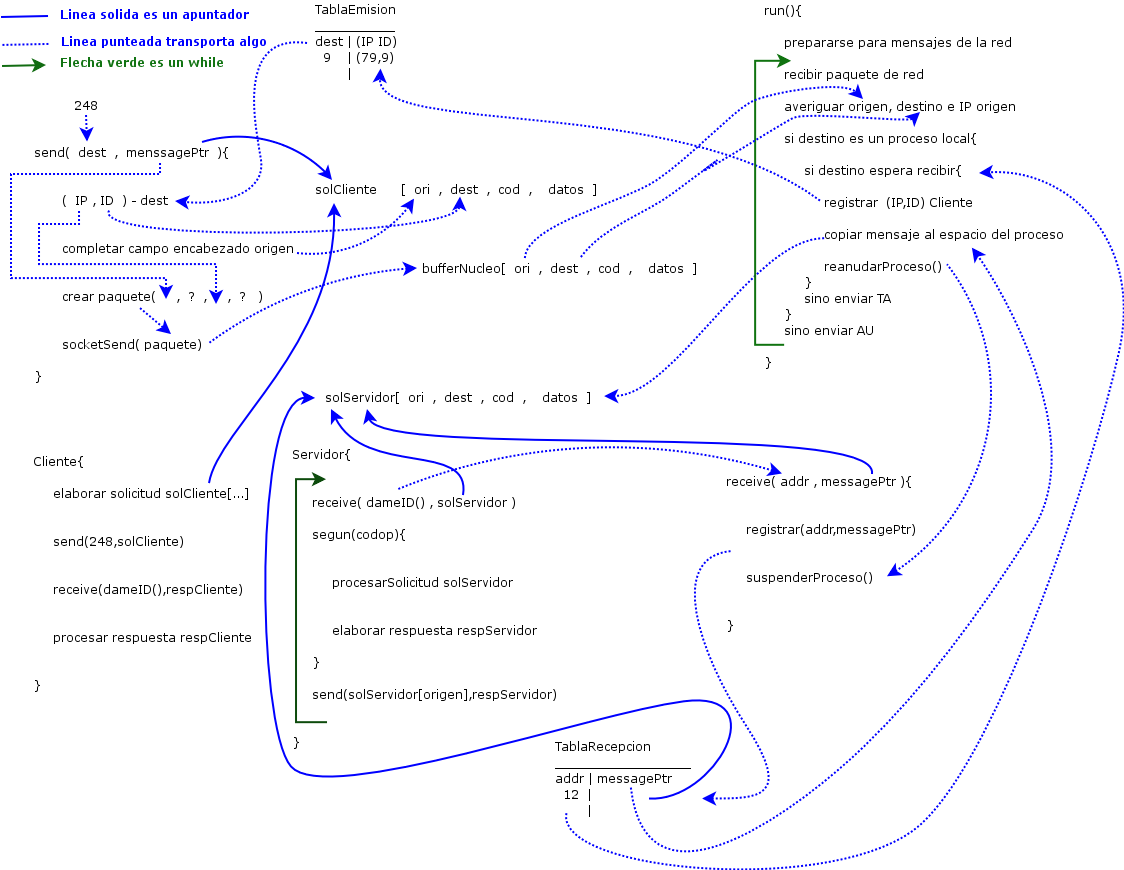 Linea solida es un apuntador
Linea punteada transporta algo
Flecha verde es un while
TablaEmision
dest | (IP ID)
9 | (79,9)
|
248
send( dest , menssagePtr ){
( IP , ID ) - dest
completar campo encabezado origen
crear paquete( , ? , , ? )
socketSend( paquete)
}
solCliente [ ori , dest , cod , datos ]
bufferNucleo[ ori , dest , cod , datos ]
run(){
prepararse para mensajes de la red
recibir paquete de red
averiguar origen, destino e IP origen
si destino es un proceso local{
si destino espera recibir{
registrar (IP,ID) Cliente
copiar mensaje al espacio del proceso
reanudarProceso()
}
sino enviar TA
}
sino enviar AU
}
solServidor[ ori , dest , cod , datos ]
Cliente{
elaborar solicitud solCliente[...]
send(248,solCliente)
receive(dameID(),respCliente)
procesar respuesta respCliente
}
Servidor{
receive( dameID() , solServidor )
segun(codop){
procesarSolicitud solServidor
elaborar respuesta respServidor
}
send(solServidor[origen],respServidor)
}
receive( addr , messagePtr ){
registrar(addr,messagePtr)
suspenderProceso()
}
TablaRecepcion
addr | messagePtr
12 |
|